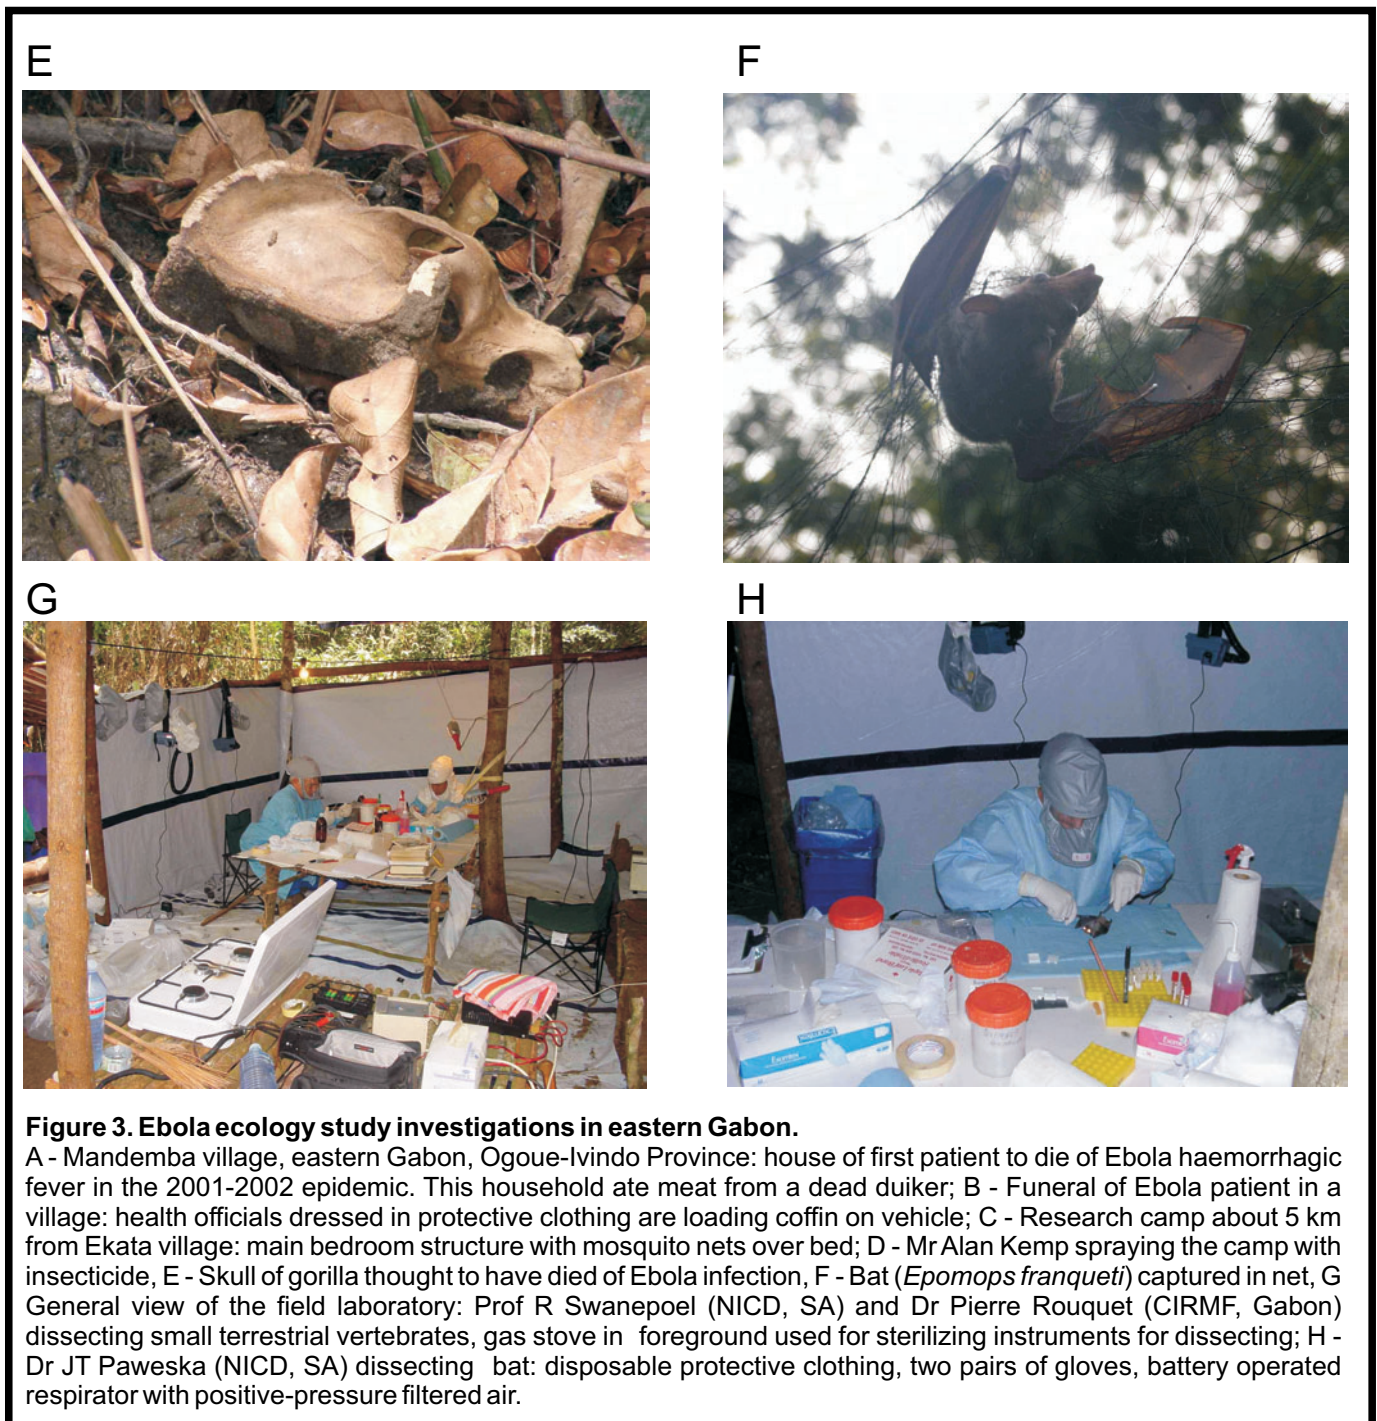 E
F
G
H
Figure 3. Ebola ecology study investigations in eastern Gabon.
A - Mandemba village, eastern Gabon, Ogoue-Ivindo Province: house of first patient to die of Ebola haemorrhagic
fever in the 2001-2002 epidemic. This household ate meat from a dead duiker; B - Funeral of Ebola patient in a
village: health officials dressed in protective clothing are loading coffin on vehicle; C - Research camp about 5 km
from Ekata village: main bedroom structure with mosquito nets over bed; D - Mr Alan Kemp spraying the camp with
insecticide, E - Skull of gorilla thought to have died of Ebola infection, F - Bat (Epomops franqueti) captured in net, G
General view of the field laboratory: Prof R Swanepoel (NICD, SA) and Dr Pierre Rouquet (CIRMF, Gabon)
dissecting small terrestrial vertebrates, gas stove in foreground used for sterilizing instruments for dissecting; H -
Dr JT Paweska (NICD, SA) dissecting bat: disposable protective clothing, two pairs of gloves, battery operated
respirator with positive-pressure filtered air.